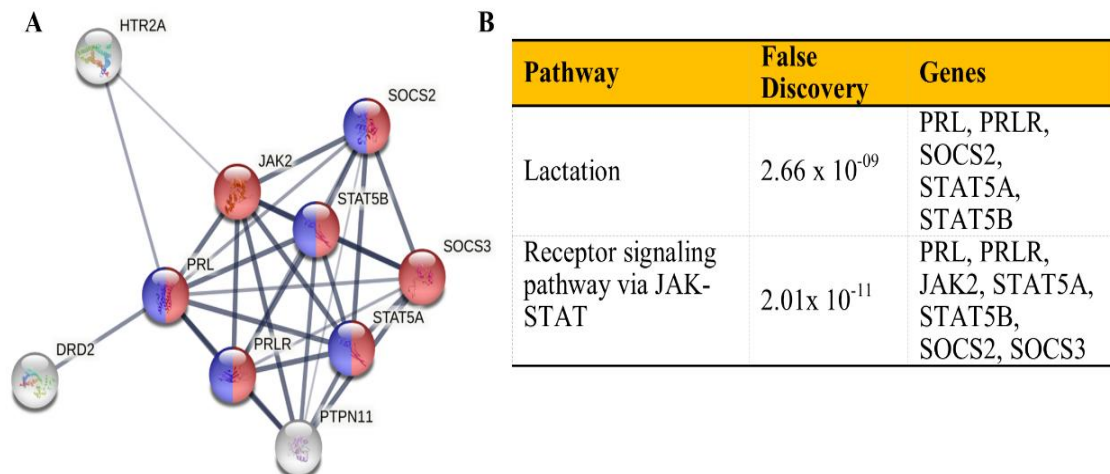 A
HTR2A
SOCS2
JAK2
STAT5B
SOCS3
PRL
STAT5A
DRD2
PRLR
PTPN11
B
Pathway
False
Discovery
Genes
Lactation
2.66 x 10-09
PRL, PRLR,
SOCS2,
STAT5A,
STAT5B
Receptor signaling
pathway via JAK-
STAT
2.01x 10-11
PRL, PRLR,
JAK2, STAT5A,
STAT5B,
SOCS2, SOCS3